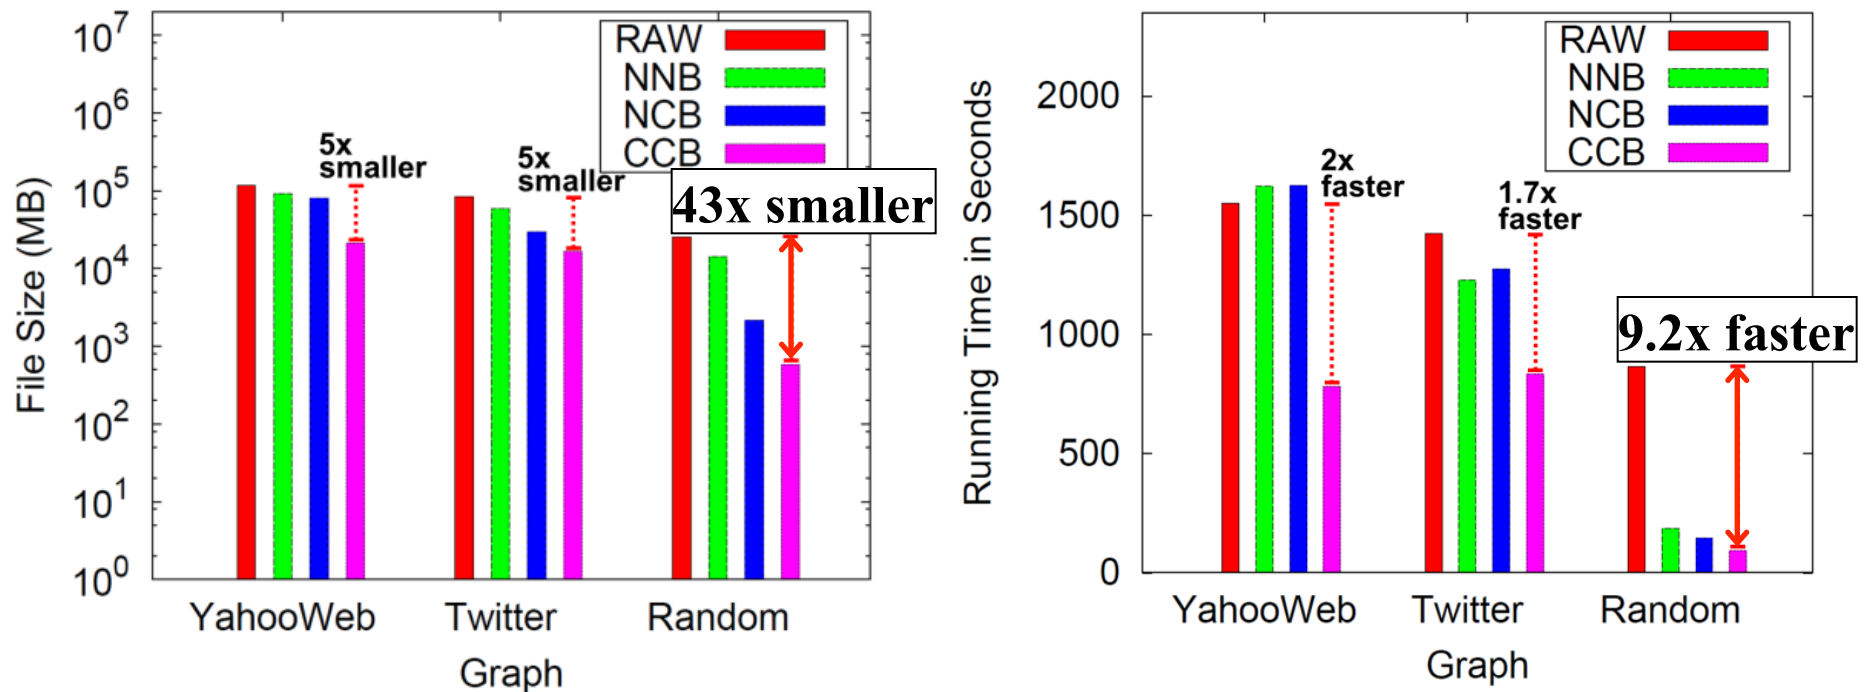 10^7
10^6
10^5
10^4
10^3
10^2
10^1
10^0
File Size (MB)
RAW
NNB
NCB
CCB
5x
smaller
5x
smaller
43x smaller
YahooWeb Twitter Random
Graph
2000
1500
1000
500
0
Running Time in Seconds
RAW
NNB
NCB
CCB
2x
faster
1.7x
faster
9.2x faster
YahooWeb Twitter Random
Graph